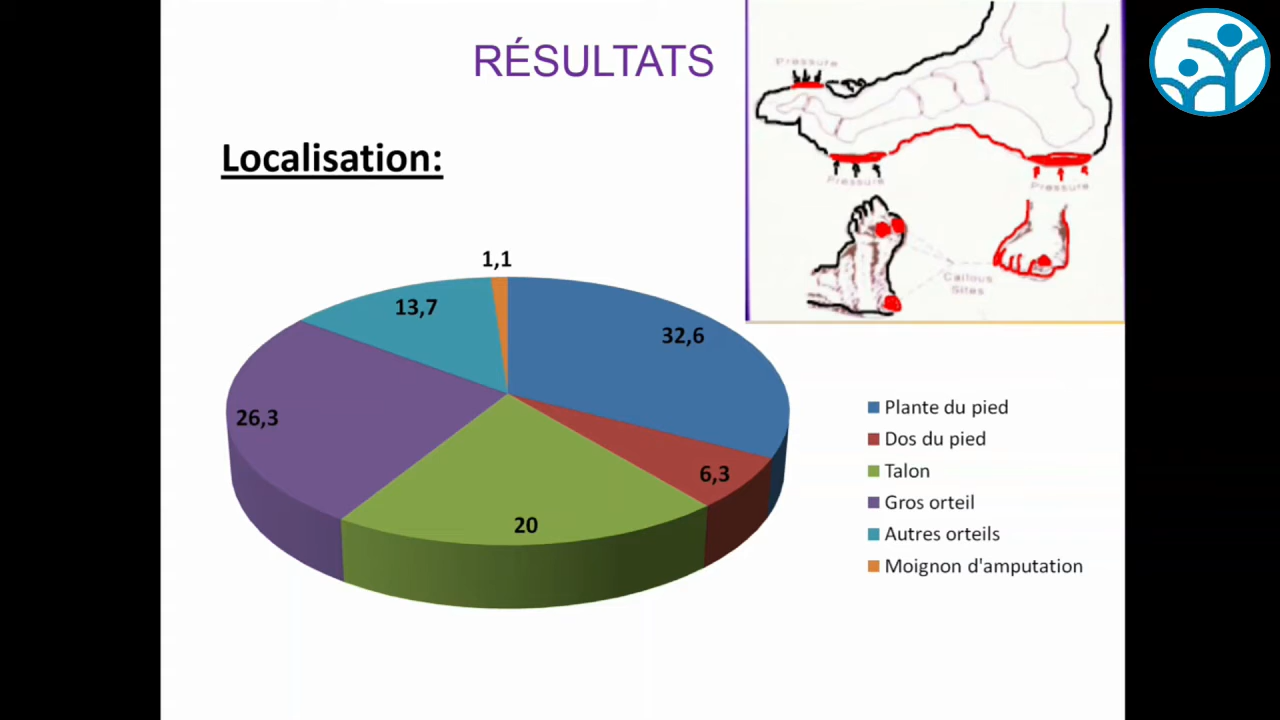 RÉSULTATS
Localisation:
Pressure
Pressure
Pressure
Callous
Sites
1,1
13,7
32,6
26,3
6,3
20
Plante du pied
Dos du pied
Talon
Gros orteil
Autres orteils
Moignon d'amputation